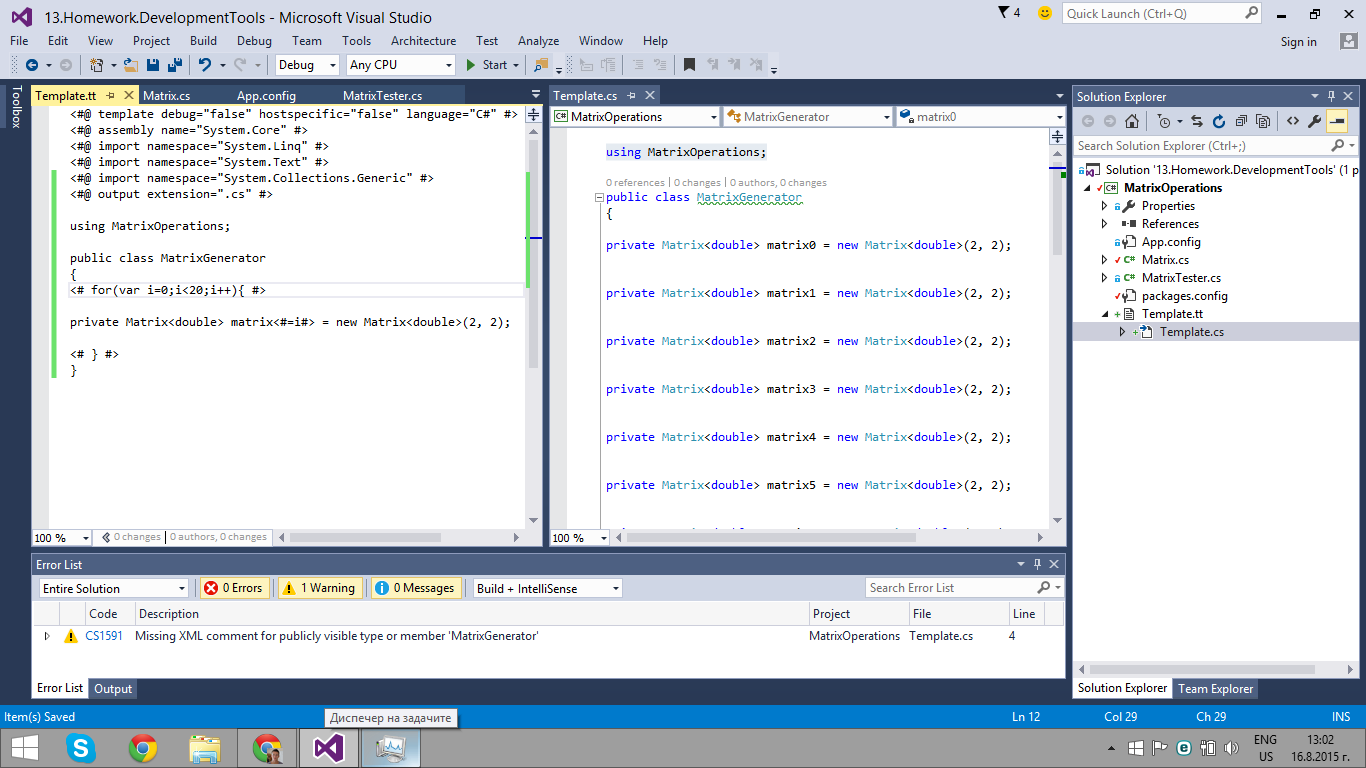 13.Homework.DevelopmentTools - Microsoft Visual Studio
4
Quick Launch (Ctrl+Q)
File Edit View Project Build Debug Team Tools Architecture Test Analyze Window Help
Sign in
Debug Any CPU Start
Toolbox
Template.tt Matrix.cs App.config MatrixTester.cs
<#@ template debug="false" hostspecific="false" language="C#" #>
<#@ assembly name="System.Core" #>
<#@ import namespace="System.Linq" #>
<#@ import namespace="System.Text" #>
<#@ import namespace="System.Collections.Generic" #>
<#@ output extension=".cs" #>
using MatrixOperations;
public class MatrixGenerator
{
<# for(var i=0;i<20;i++){ #>
private Matrix<double> matrix<#=i#> = new Matrix<double>(2, 2);
<# } #>
}
100 % 0 changes | 0 authors, 0 changes
Template.cs
MatrixOperations MatrixGenerator matrix0
using MatrixOperations;
0 references | 0 changes | 0 authors, 0 changes
public class MatrixGenerator
{
private Matrix<double> matrix0 = new Matrix<double>(2, 2);
private Matrix<double> matrix1 = new Matrix<double>(2, 2);
private Matrix<double> matrix2 = new Matrix<double>(2, 2);
private Matrix<double> matrix3 = new Matrix<double>(2, 2);
private Matrix<double> matrix4 = new Matrix<double>(2, 2);
private Matrix<double> matrix5 = new Matrix<double>(2, 2);
100 %
Solution Explorer
Search Solution Explorer (Ctrl+;)
Solution '13.Homework.DevelopmentTools' (1 p
MatrixOperations
Properties
References
App.config
Matrix.cs
MatrixTester.cs
packages.config
Template.tt
Template.cs
Solution Explorer Team Explorer
Error List
Entire Solution 0 Errors 1 Warning 0 Messages Build + IntelliSense Search Error List
Code Description Project File Line
CS1591 Missing XML comment for publicly visible type or member 'MatrixGenerator' MatrixOperations Template.cs 4
Error List Output
Item(s) Saved Ln 12 Col 29 Ch 29 INS
Диспечер на задачите
ENG 13:02
US 16.8.2015 г.